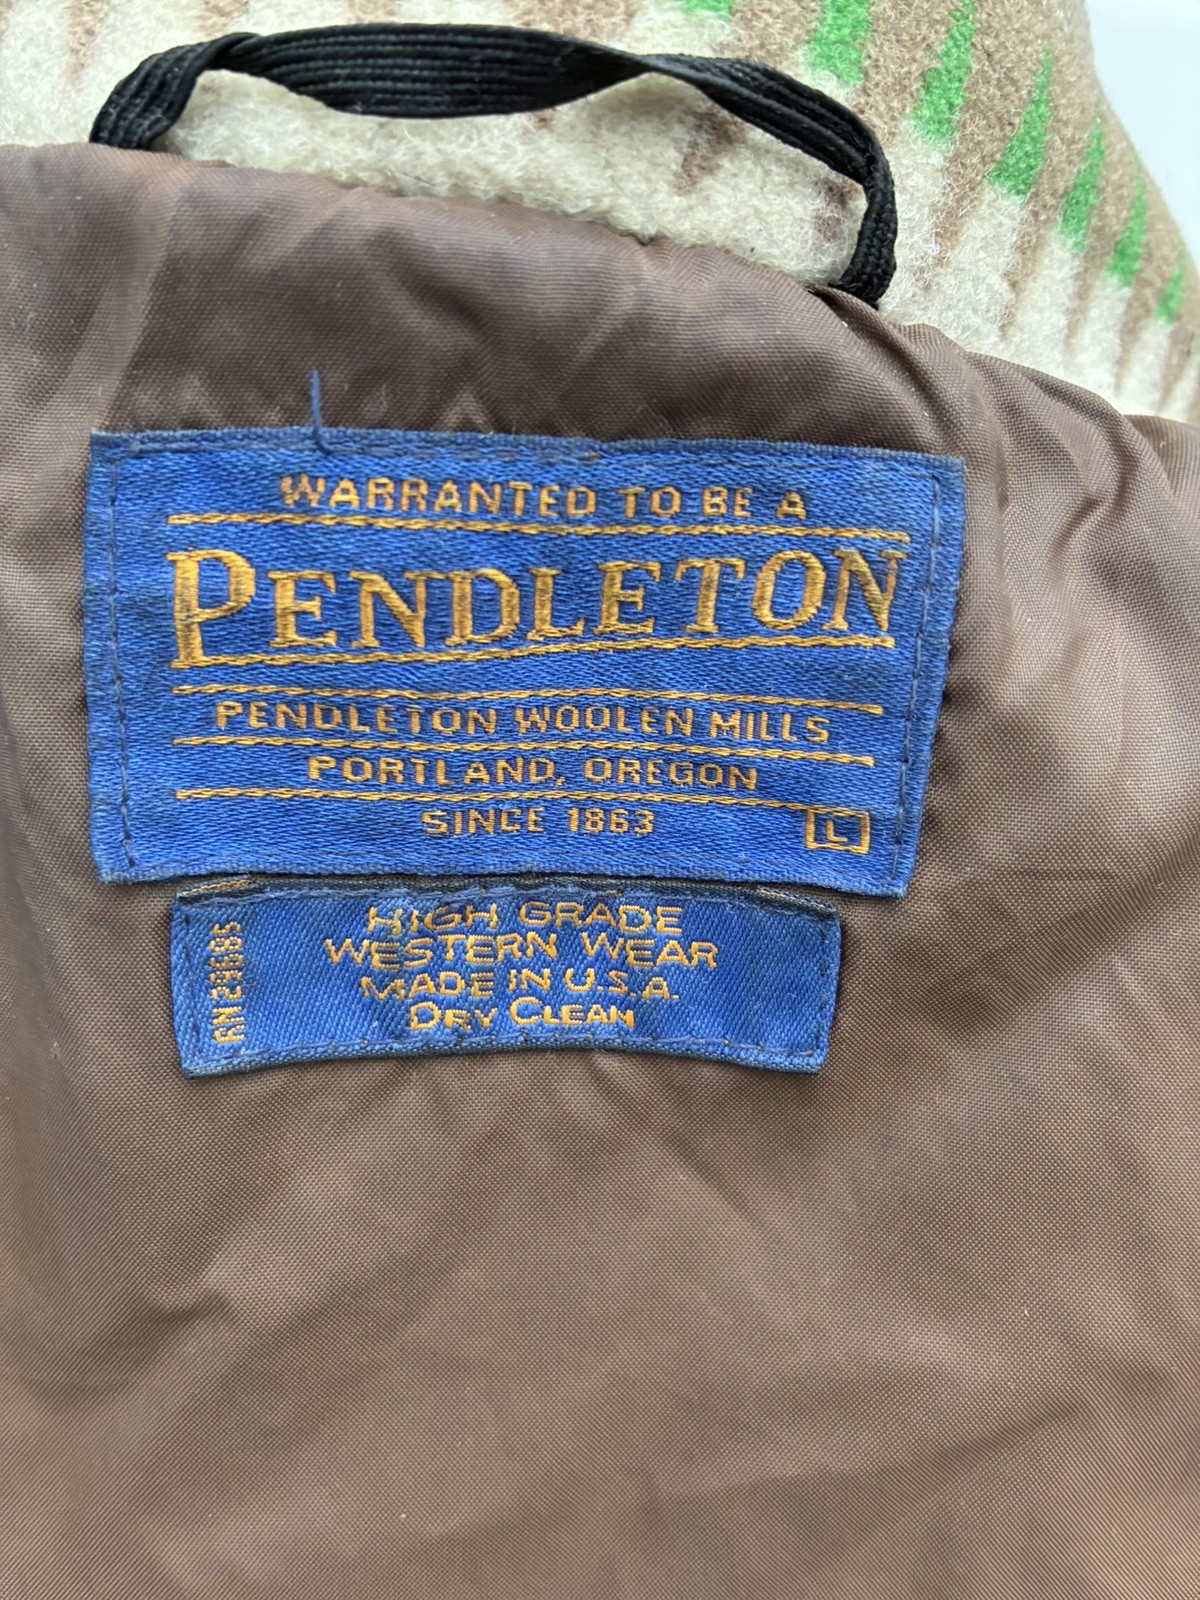 WARRANTED TO BE A
PENDLETON
PENDLETON WOOLEN MILLS
PORTLAND, OREGON
SINCE 1863
L
HIGH GRADE
WESTERN WEAR
MADE IN U.S.A.
DRY CLEAN
RN29685